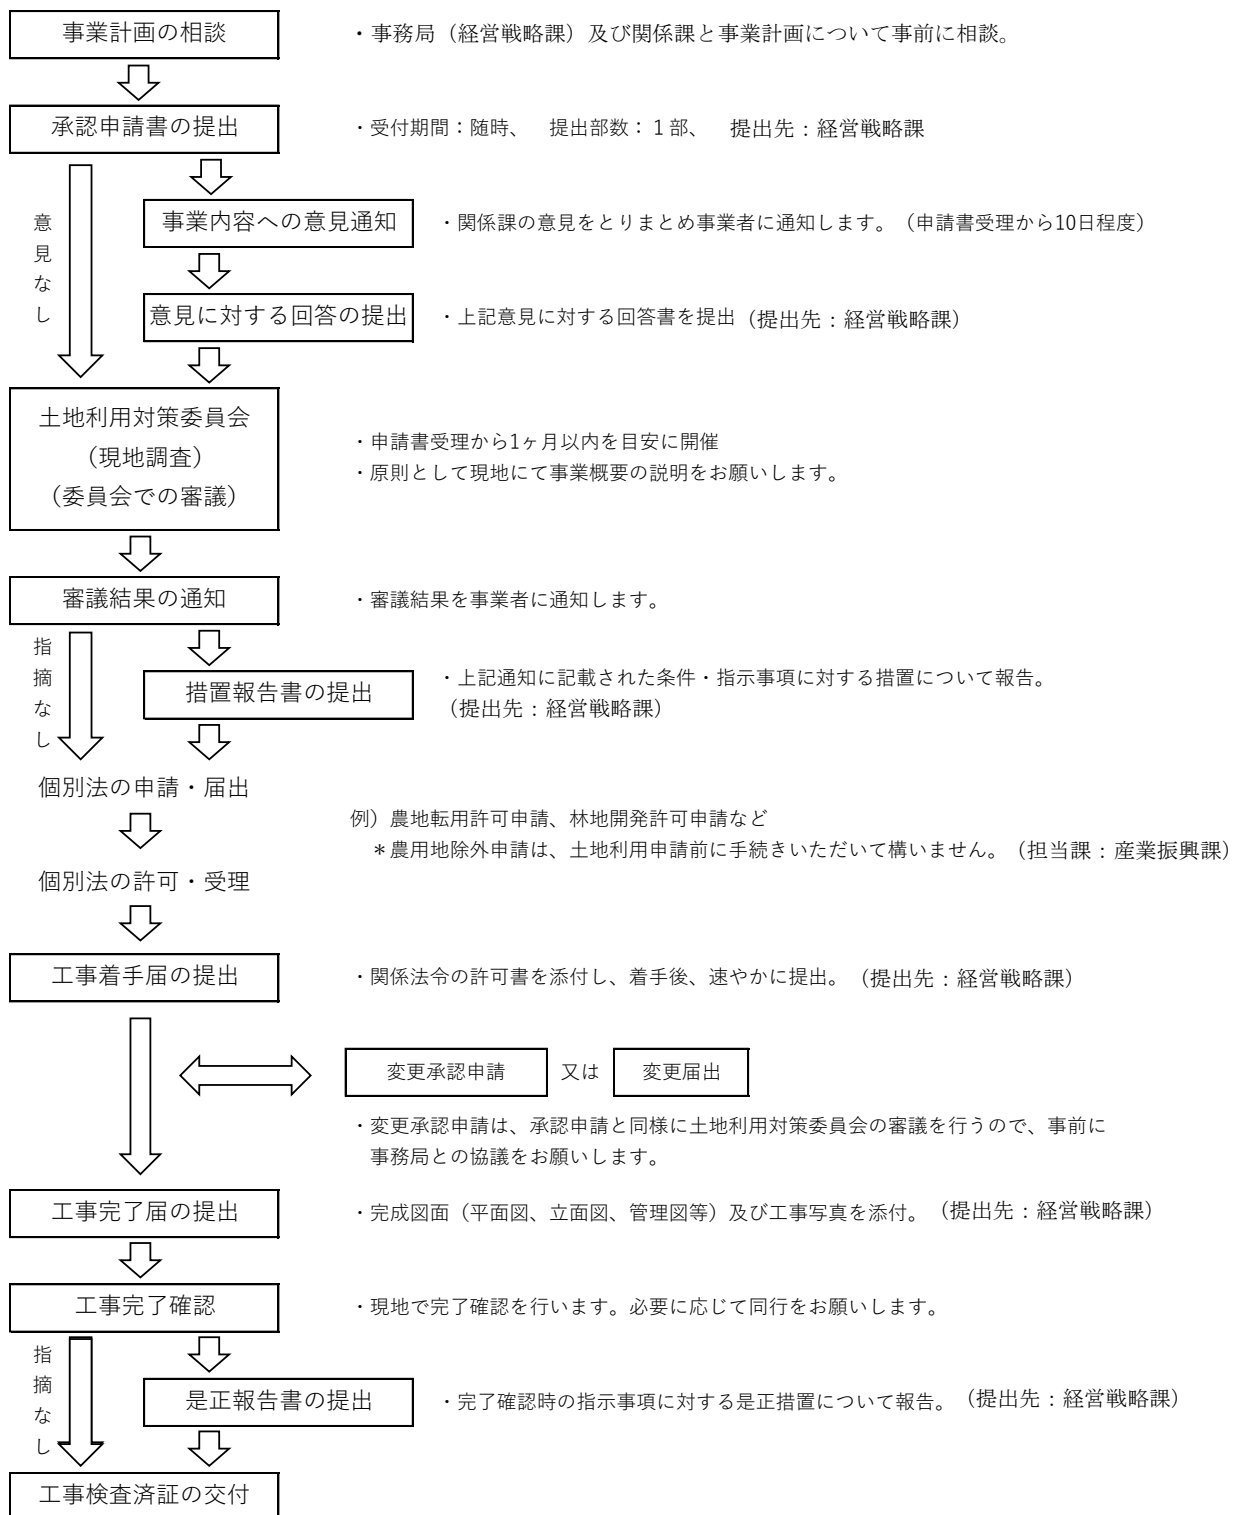 事業計画の相談
・事務局（経営戦略課）及び関係課と事業計画について事前に相談。
承認申請書の提出
・受付期間：随時、　提出部数：１部、　提出先：経営戦略課
意見なし
事業内容への意見通知
・関係課の意見をとりまとめ事業者に通知します。（申請書受理から10日程度）
意見に対する回答の提出
・上記意見に対する回答書を提出（提出先：経営戦略課）
土地利用対策委員会
（現地調査）
（委員会での審議）
・申請書受理から1ヶ月以内を目安に開催
・原則として現地にて事業概要の説明をお願いします。
審議結果の通知
・審議結果を事業者に通知します。
指摘なし
措置報告書の提出
・上記通知に記載された条件・指示事項に対する措置について報告。
（提出先：経営戦略課）
個別法の申請・届出
例）農地転用許可申請、林地開発許可申請など
＊農用地除外申請は、土地利用申請前に手続きいただいて構いません。（担当課：産業振興課）
個別法の許可・受理
工事着手届の提出
・関係法令の許可書を添付し、着手後、速やかに提出。（提出先：経営戦略課）
変更承認申請　又は　変更届出
・変更承認申請は、承認申請と同様に土地利用対策委員会の審議を行うので、事前に
事務局との協議をお願いします。
工事完了届の提出
・完成図面（平面図、立面図、管理図等）及び工事写真を添付。（提出先：経営戦略課）
工事完了確認
・現地で完了確認を行います。必要に応じて同行をお願いします。
指摘なし
是正報告書の提出
・完了確認時の指示事項に対する是正措置について報告。（提出先：経営戦略課）
工事検査済証の交付